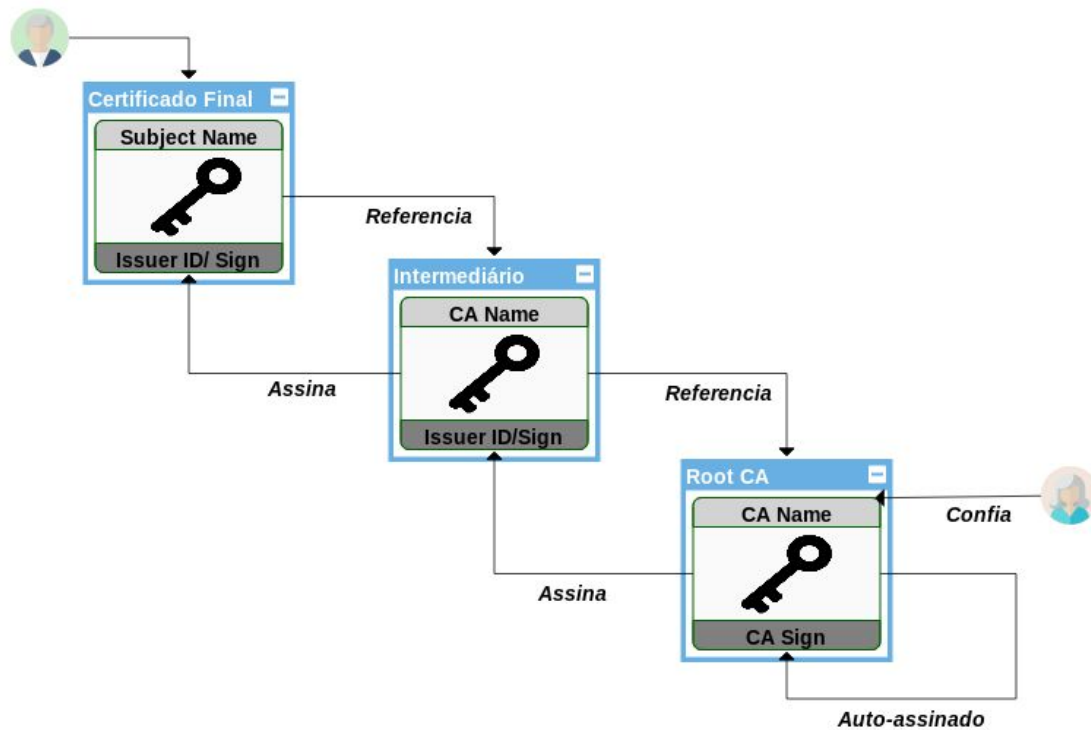 Certificado Final
Subject Name
Issuer ID/ Sign
Referencia
Intermediário
CA Name
Issuer ID/Sign
Assina
Referencia
Root CA
CA Name
CA Sign
Confia
Assina
Auto-assinado